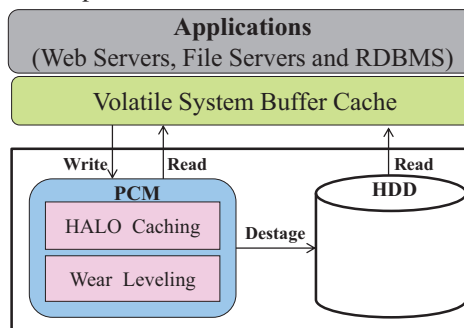 Applications
(Web Servers, File Servers and RDBMS)
Volatile System Buffer Cache
Write
Read
Read
PCM
HDD
HALO Caching
Destage
Wear Leveling